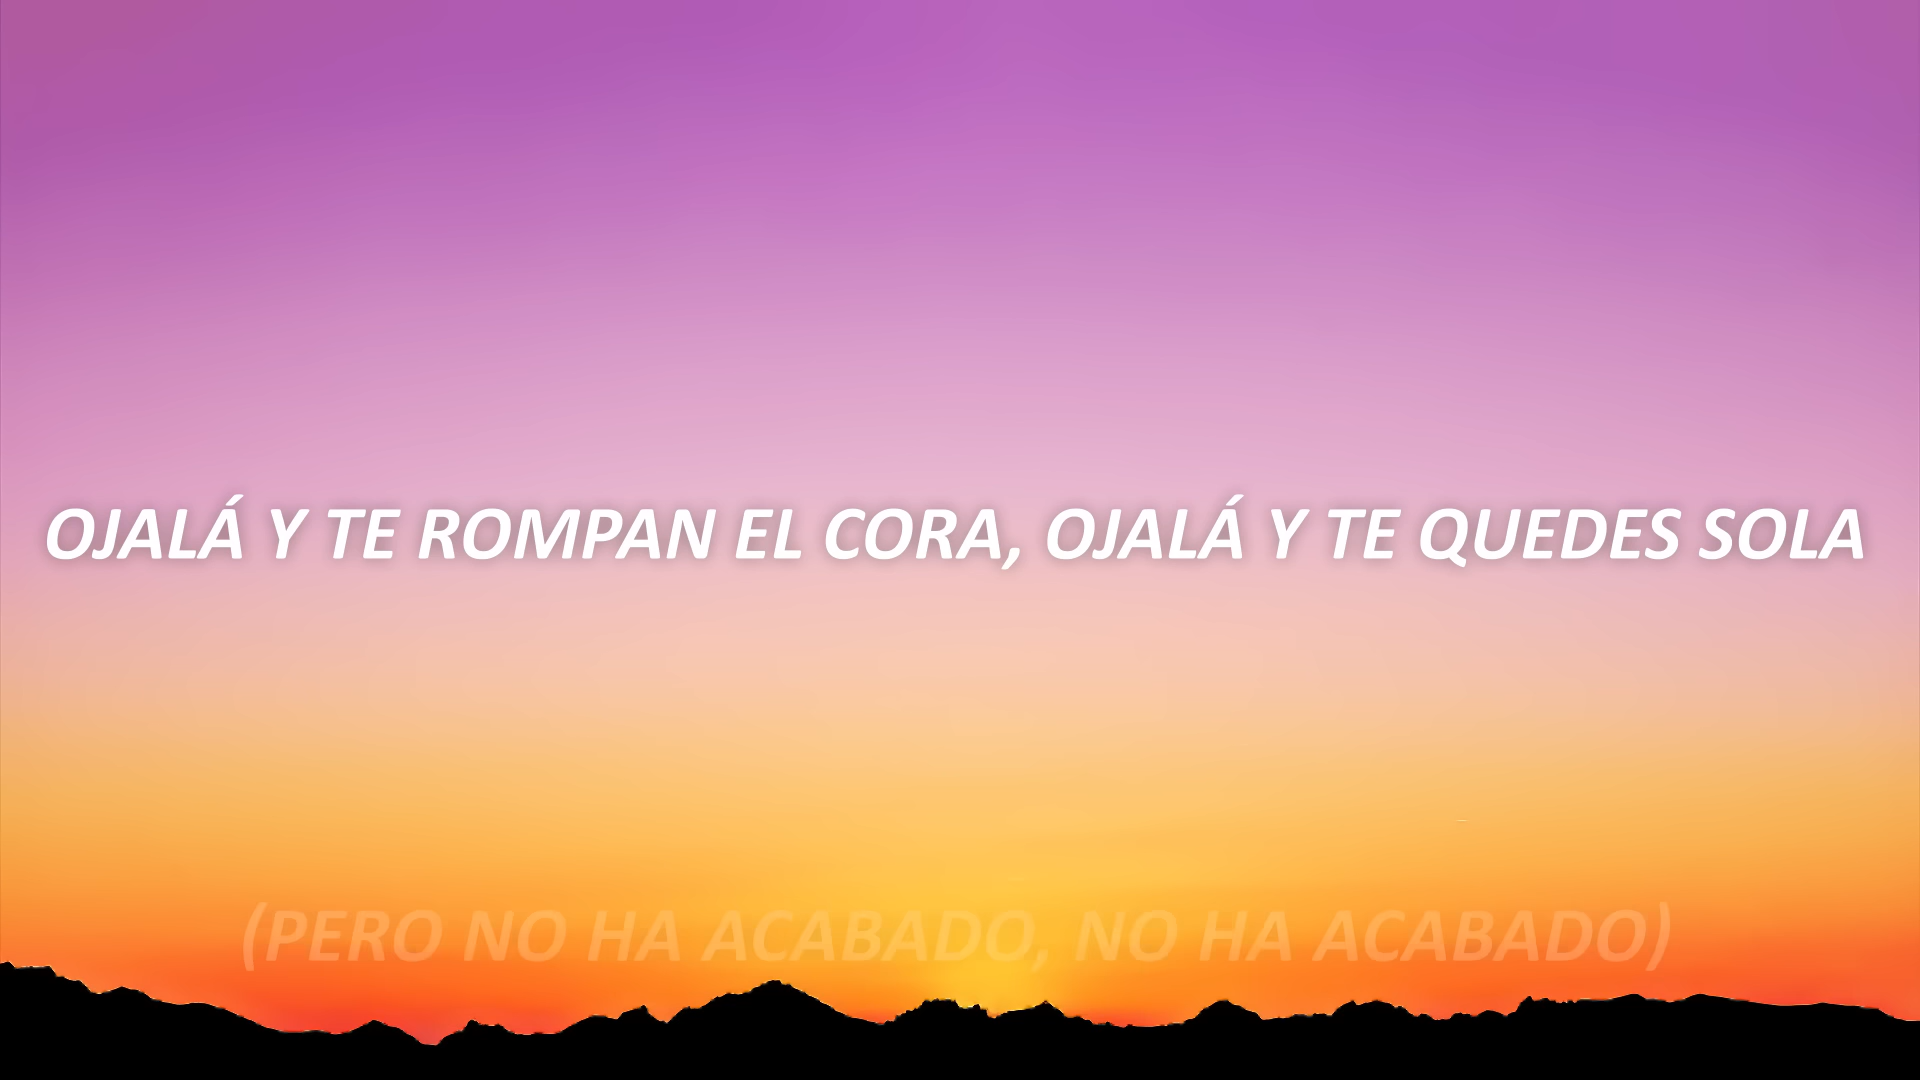 OJALÁ Y TE ROMPAN EL CORA, OJALÁ Y TE QUEDES SOLA
(PERO NO HA ACABADO, NO HA ACABADO)